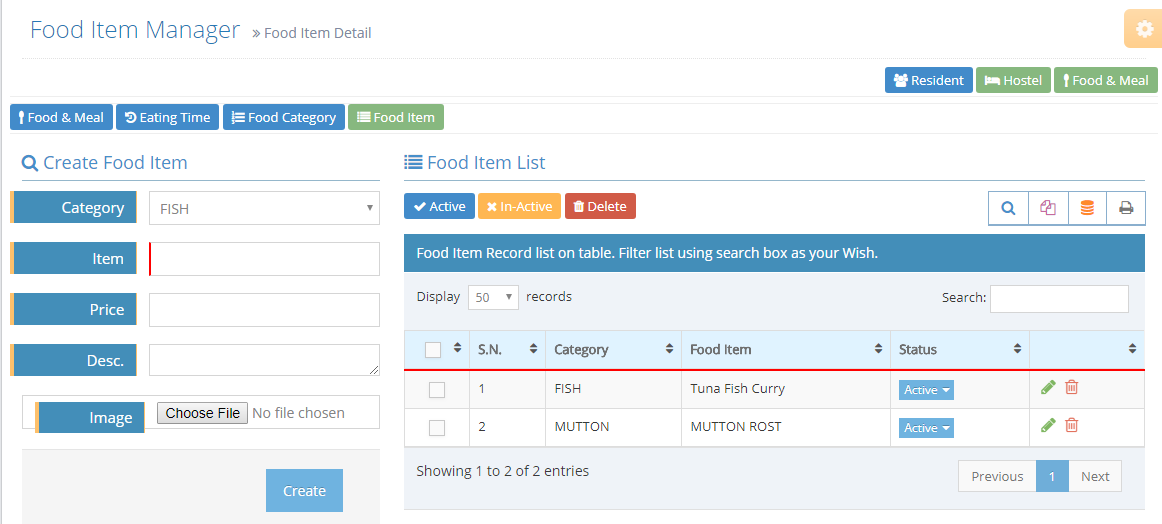 Food Item Manager » Food Item Detail
Resident Hostel Food & Meal
Food & Meal Eating Time Food Category Food Item
Create Food Item
Category FISH
Item
Price
Desc.
Image Choose File No file chosen
Create
Food Item List
Active In-Active Delete
Food Item Record list on table. Filter list using search box as your Wish.
Display 50 records Search:
S.N. Category Food Item Status
1 FISH Tuna Fish Curry Active
2 MUTTON MUTTON ROST Active
Showing 1 to 2 of 2 entries
Previous 1 Next